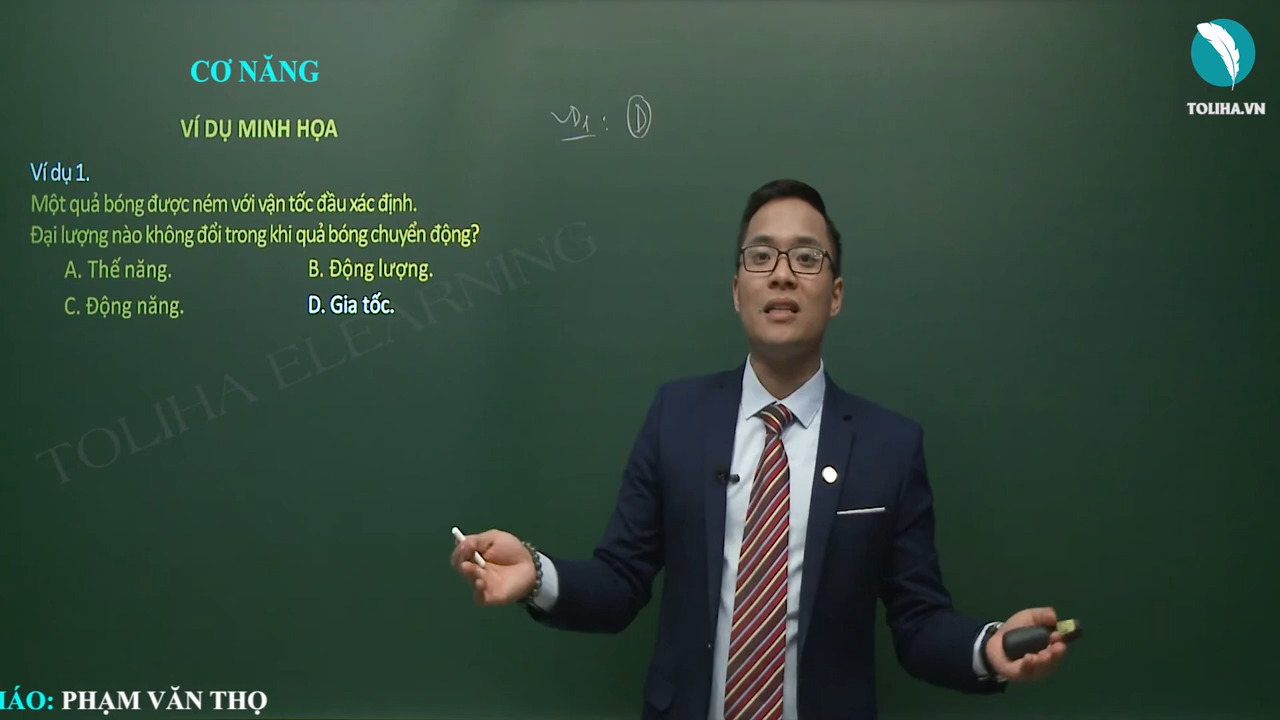 CƠ NĂNG
VÍ DỤ MINH HỌA
VD1: D
Ví dụ 1.
Một quả bóng được ném với vận tốc đầu xác định.
Đại lượng nào không đổi trong khi quả bóng chuyển động?
A. Thế năng. B. Động lượng.
C. Động năng. D. Gia tốc.
TOLIHA.VN
TOLIHA ELEARNING
IÁO: PHẠM VĂN THỌ